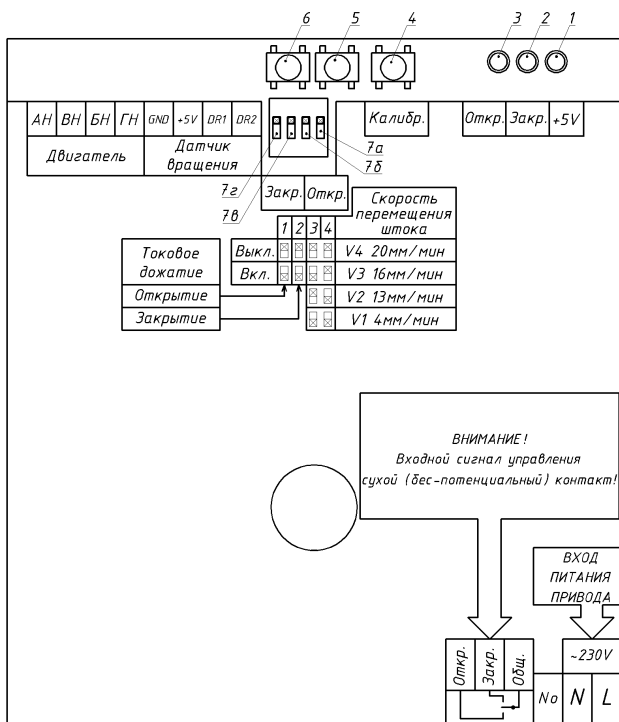 6 5 4 3 2 1
АН ВН БН ГН GND +5V DR1 DR2 Калибр. Откр. Закр. +5V
Двигатель
Датчик
вращения
7а
7б
7г
7в
Закр. Откр.
Скорость
перемещения
штока
1 2 3 4
Токовое
дожатие
Выкл. V4 20мм/мин
Вкл. V3 16мм/мин
Открытие V2 13мм/мин
Закрытие V1 4мм/мин
ВНИМАНИЕ!
Входной сигнал управления
сухой (бес-потенциальный) контакт!
ВХОД
ПИТАНИЯ
ПРИВОДА
Откр. Закр. Общ.
~230V
No N L